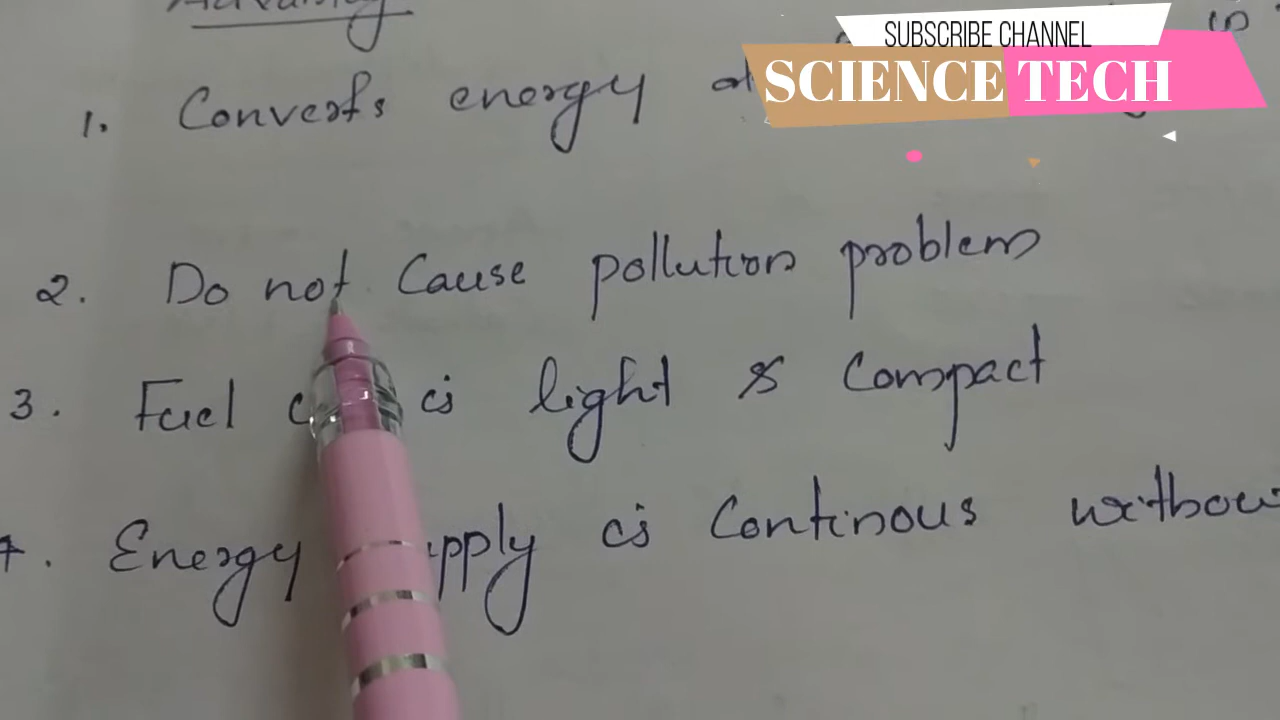 SUBSCRIBE CHANNEL
SCIENCE TECH
1. Converts energy
2. Do not Cause pollution problem
3. Fuel is light & Compact
Energy is Continous